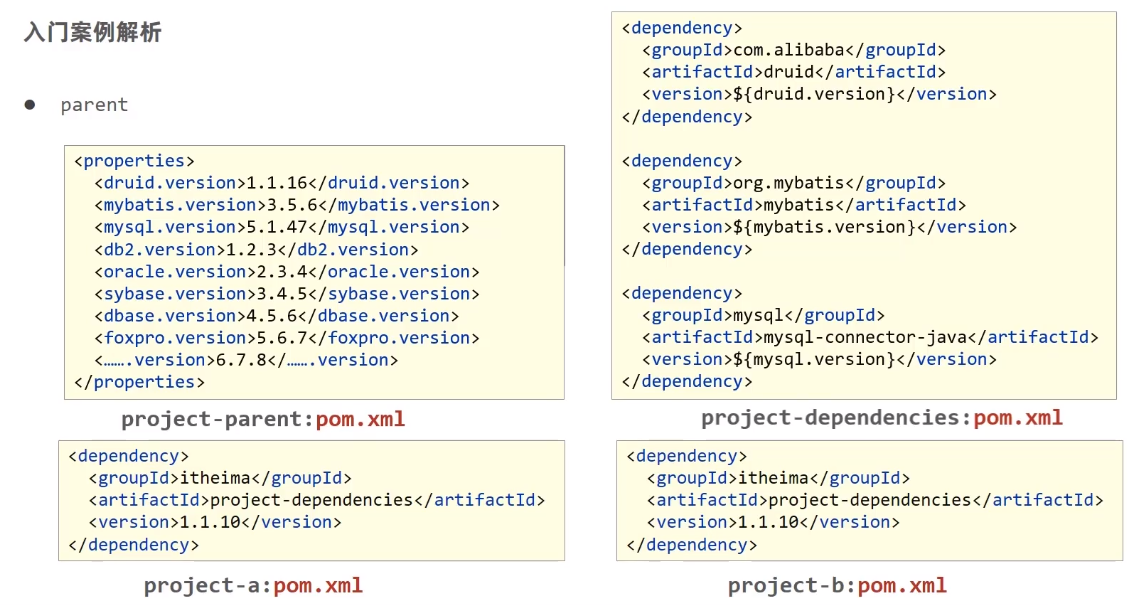 入门案例解析
● parent
<properties>
  <druid.version>1.1.16</druid.version>
  <mybatis.version>3.5.6</mybatis.version>
  <mysql.version>5.1.47</mysql.version>
  <db2.version>1.2.3</db2.version>
  <oracle.version>2.3.4</oracle.version>
  <sybase.version>3.4.5</sybase.version>
  <dbase.version>4.5.6</dbase.version>
  <foxpro.version>5.6.7</foxpro.version>
  <…….version>6.7.8</…….version>
</properties>
project-parent:pom.xml
<dependency>
  <groupId>com.alibaba</groupId>
  <artifactId>druid</artifactId>
  <version>${druid.version}</version>
</dependency>
<dependency>
  <groupId>org.mybatis</groupId>
  <artifactId>mybatis</artifactId>
  <version>${mybatis.version}</version>
</dependency>
<dependency>
  <groupId>mysql</groupId>
  <artifactId>mysql-connector-java</artifactId>
  <version>${mysql.version}</version>
</dependency>
project-dependencies:pom.xml
<dependency>
  <groupId>itheima</groupId>
  <artifactId>project-dependencies</artifactId>
  <version>1.1.10</version>
</dependency>
project-a:pom.xml
<dependency>
  <groupId>itheima</groupId>
  <artifactId>project-dependencies</artifactId>
  <version>1.1.10</version>
</dependency>
project-b:pom.xml